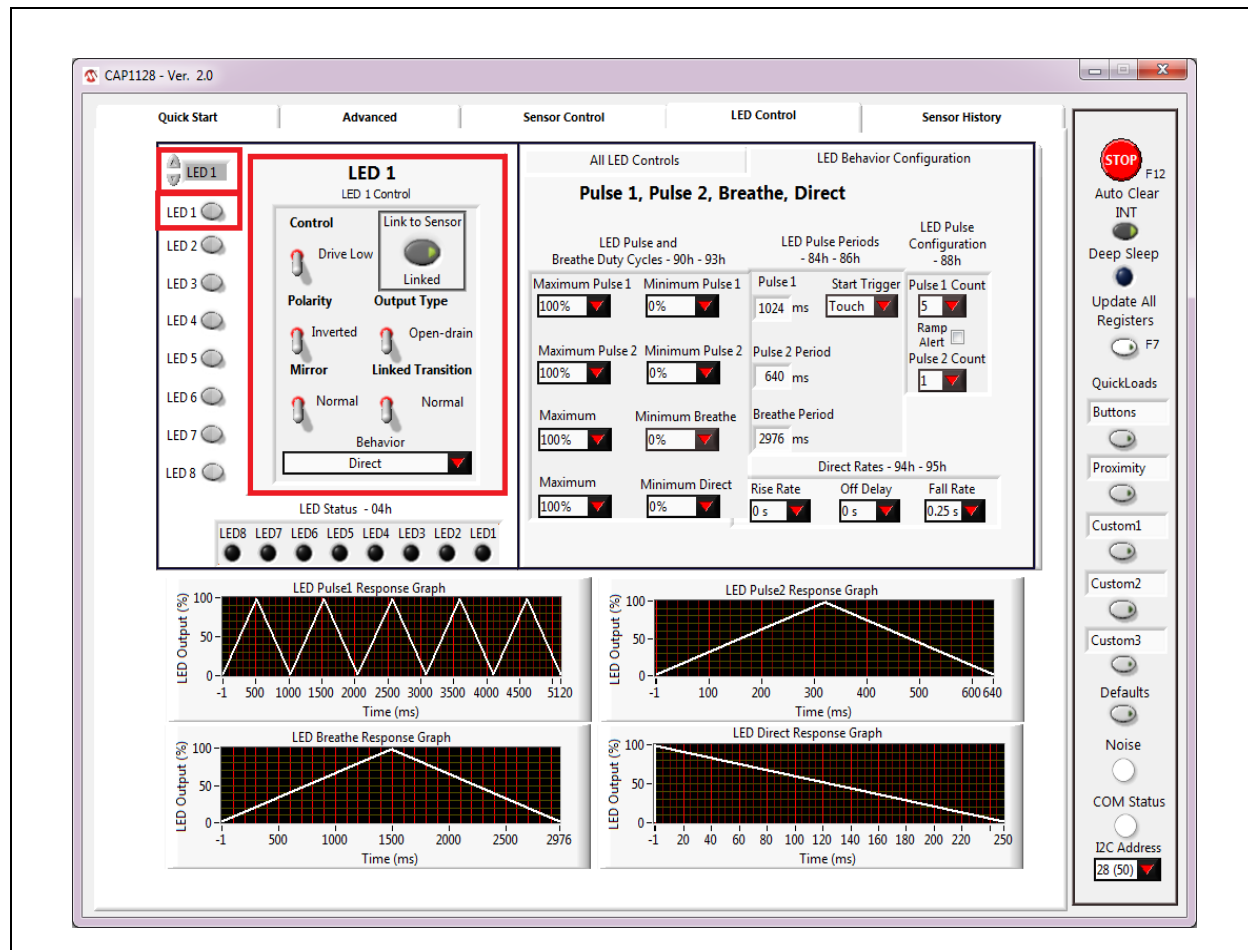 CAP1128 - Ver. 2.0
Quick Start Advanced Sensor Control LED Control Sensor History
LED 1
LED 1
LED 2
LED 3
LED 4
LED 5
LED 6
LED 7
LED 8
LED 1
LED 1 Control
Control
Drive Low
Link to Sensor
Linked
Polarity Output Type
Inverted Open-drain
Mirror Linked Transition
Normal Normal
Behavior
Direct
LED Status - 04h
LED8 LED7 LED6 LED5 LED4 LED3 LED2 LED1
All LED Controls LED Behavior Configuration
Pulse 1, Pulse 2, Breathe, Direct
LED Pulse and
Breathe Duty Cycles - 90h - 93h
Maximum Pulse 1 Minimum Pulse 1
100% 0%
Maximum Pulse 2 Minimum Pulse 2
100% 0%
Maximum Minimum Breathe
100% 0%
Maximum Minimum Direct
100% 0%
LED Pulse Periods
- 84h - 86h
Pulse 1 Start Trigger
1024 ms Touch
Pulse 2 Period
640 ms
Breathe Period
2976 ms
LED Pulse
Configuration
- 88h
Pulse 1 Count
5
Ramp
Alert
Pulse 2 Count
1
Direct Rates - 94h - 95h
Rise Rate Off Delay Fall Rate
0 s 0 s 0.25 s
LED Pulse1 Response Graph
LED Output (%)
100
50
0
-1 500 1000 1500 2000 2500 3000 3500 4000 4500 5120
Time (ms)
LED Pulse2 Response Graph
LED Output (%)
100
50
0
-1 100 200 300 400 500 600 640
Time (ms)
LED Breathe Response Graph
LED Output (%)
100
50
0
-1 500 1000 1500 2000 2500 2976
Time (ms)
LED Direct Response Graph
LED Output (%)
100
50
0
-1 20 40 60 80 100 120 140 160 180 200 220 250
Time (ms)
STOP
F12
Auto Clear
INT
Deep Sleep
Update All
Registers
F7
QuickLoads
Buttons
Proximity
Custom1
Custom2
Custom3
Defaults
Noise
COM Status
I2C Address
28 (50)